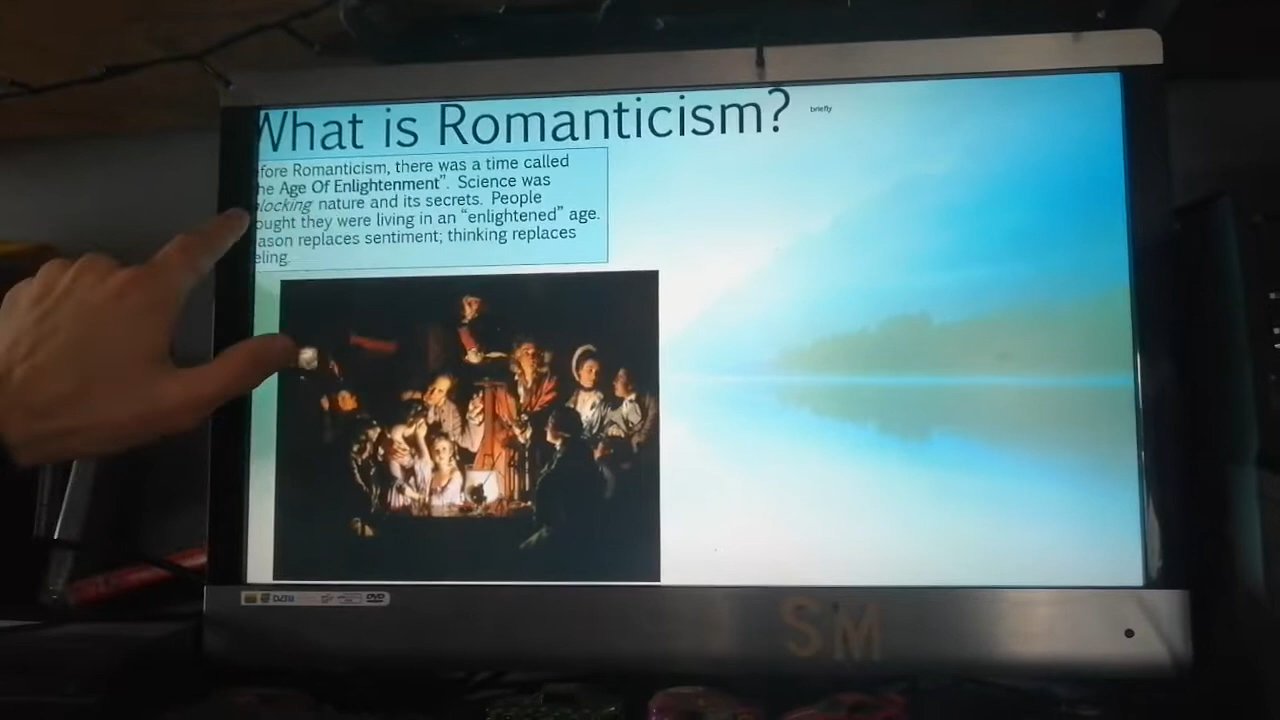 What is Romanticism?
briefly
fore Romanticism, there was a time called
he Age Of Enlightenment”. Science was
locking nature and its secrets. People
ought they were living in an “enlightened” age.
ason replaces sentiment; thinking replaces
eling.
DVD
SM